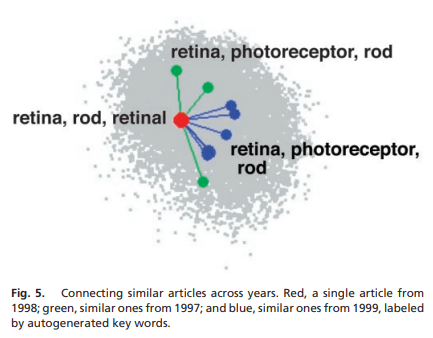 retina, photoreceptor, rod
retina, rod, retinal
retina, photoreceptor,
rod
Fig. 5. Connecting similar articles across years. Red, a single article from
1998; green, similar ones from 1997; and blue, similar ones from 1999, labeled
by autogenerated key words.